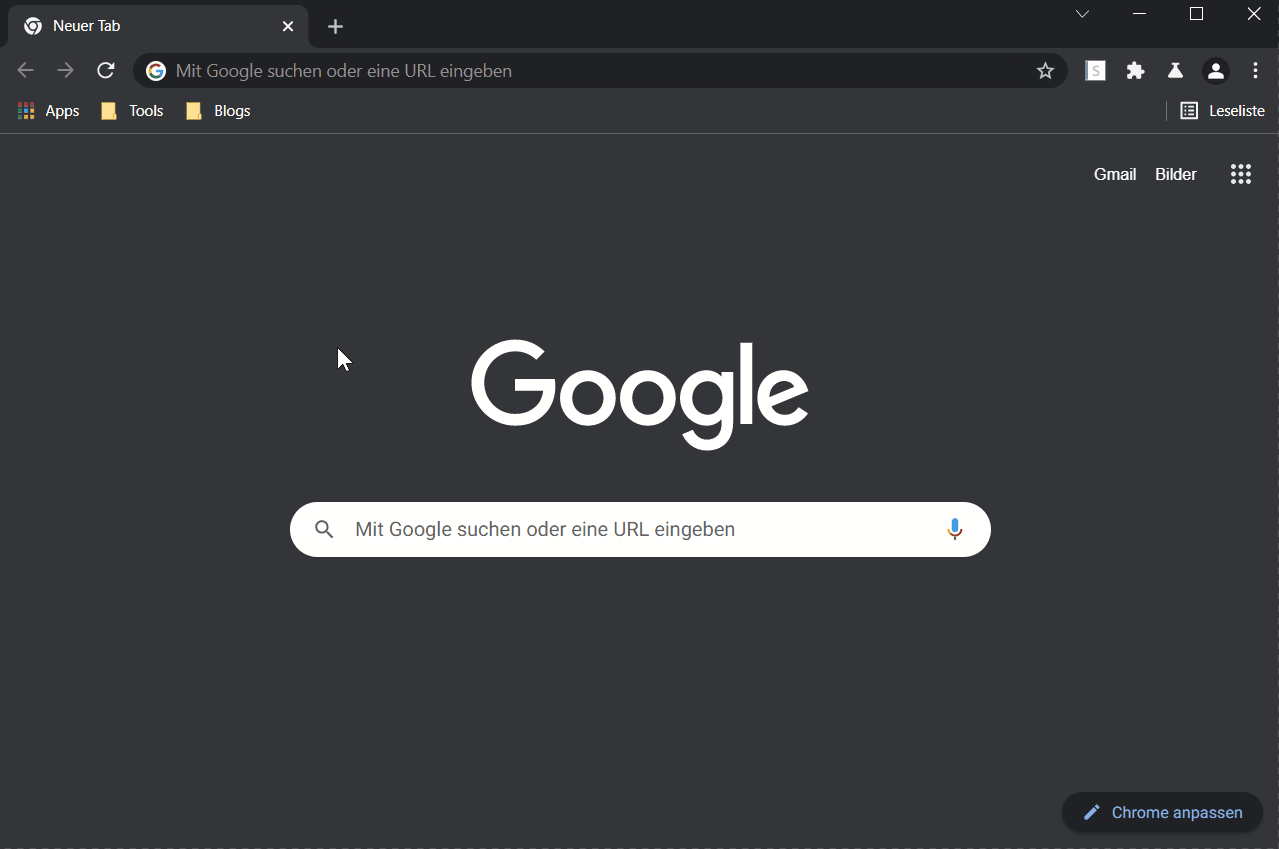 Neuer Tab
Mit Google suchen oder eine URL eingeben
S
Apps Tools Blogs Leseliste
Gmail Bilder
Google
Mit Google suchen oder eine URL eingeben
Chrome anpassen